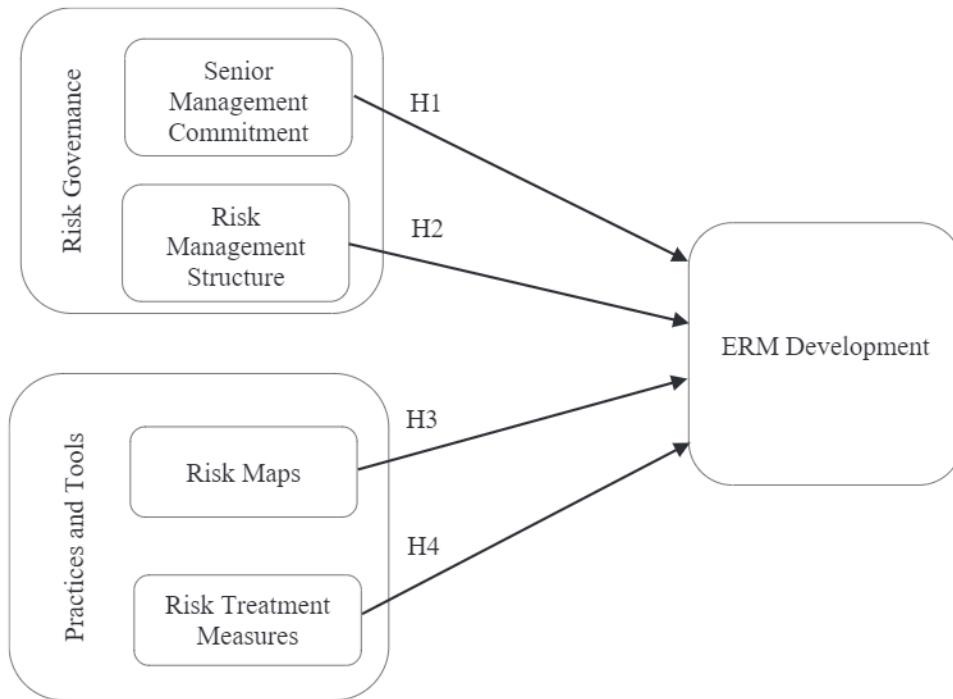 Risk Governance
Senior
Management
Commitment
H1
Risk
Management
Structure
H2
ERM Development
Practices and Tools
Risk Maps
H3
Risk Treatment
Measures
H4